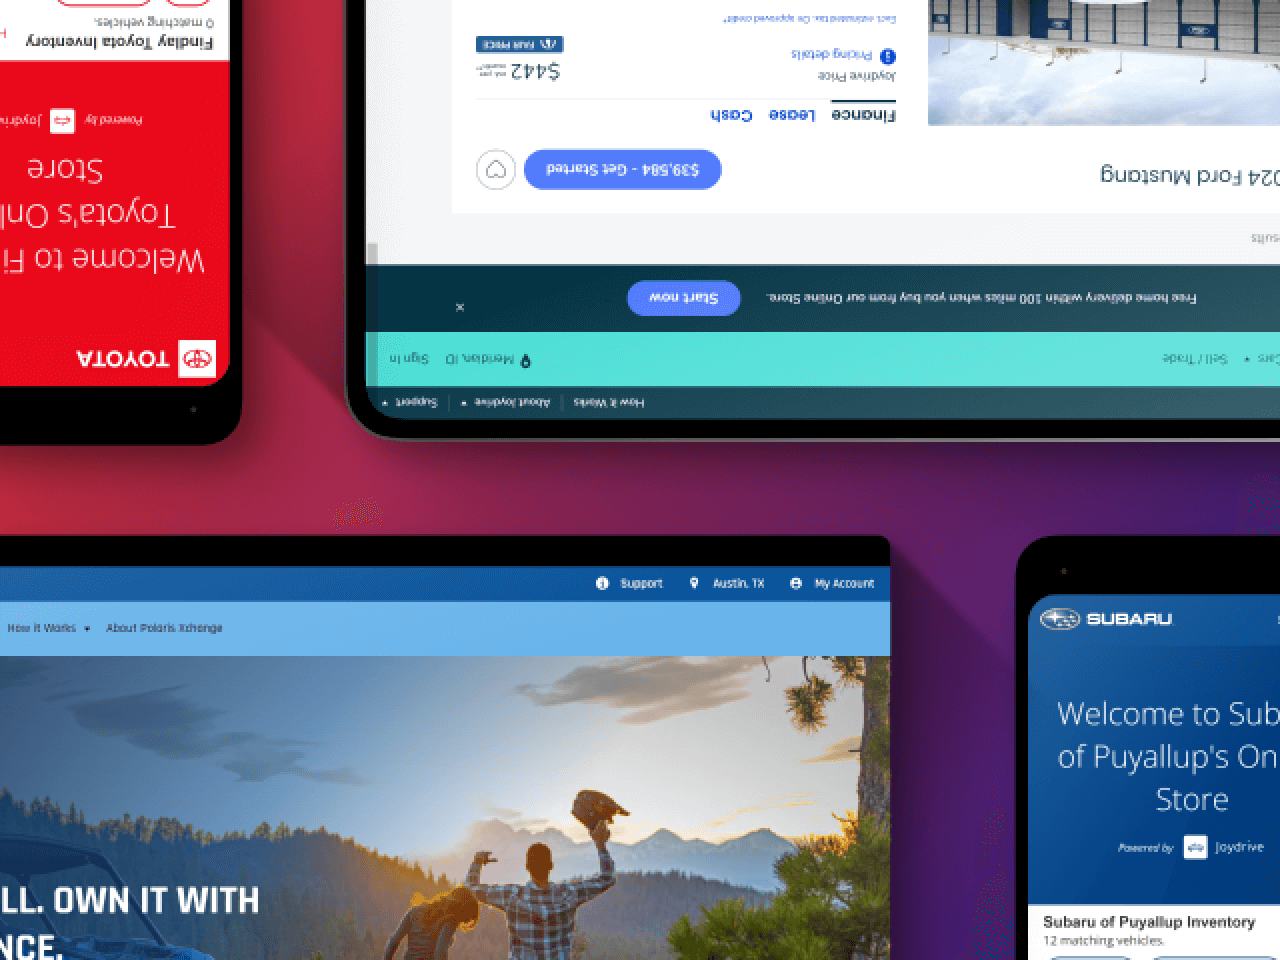 0 matching vehicles.
Findlay Toyota Inventory
Powered by Joydrive
Store
Toyota's Onl
Welcome to Fi
TOYOTA
Fact. estimated tax. On approved credit*
Pricing details
FAIR PRICE
Joydrive Price
$442
Finance Lease Cash
$39,584 - Get Started
024 Ford Mustang
esults
Free home delivery within 100 miles when you buy from our Online Store.
Start now
×
Cars
Sell / Trade
Meridian, ID
Sign In
How it Works
About Joydrive
Support
Support
Austin, TX
My Account
How it Works
About Polaris Xchange
LL. OWN IT WITH
NCE.
SUBARU
Welcome to Sub
of Puyallup's On
Store
Powered by Joydrive
Subaru of Puyallup Inventory
12 matching vehicles.